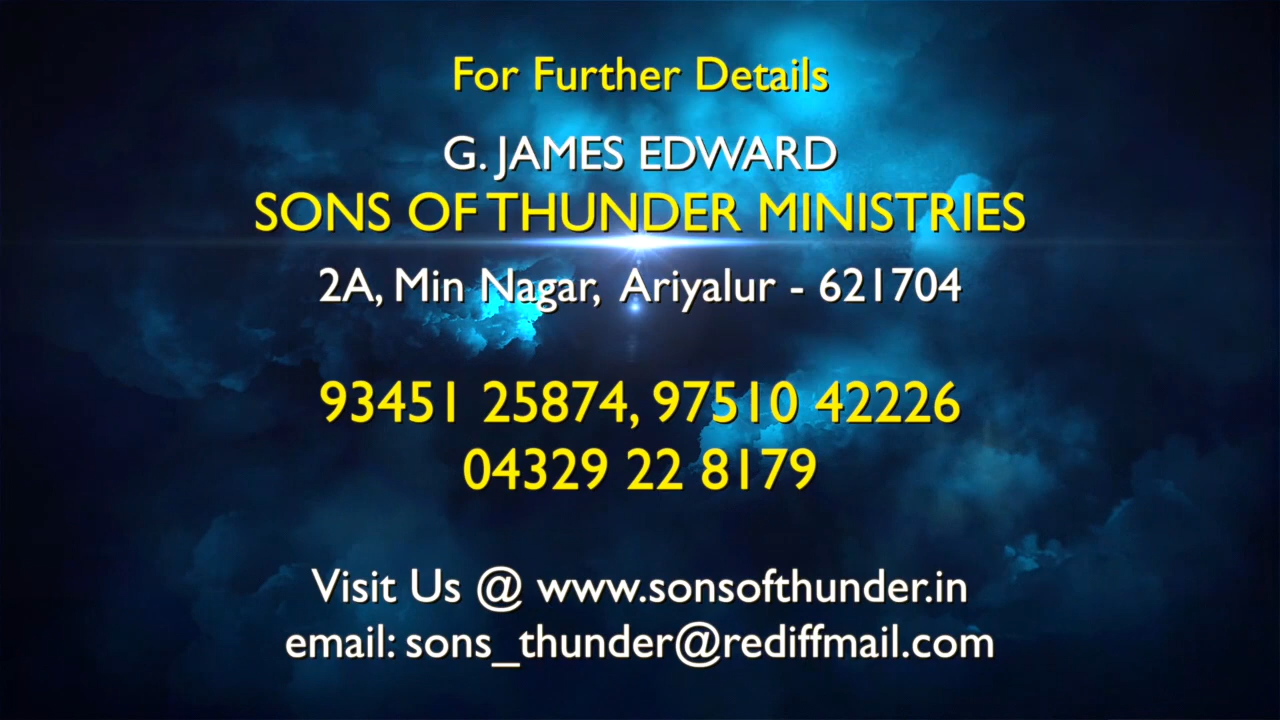 For Further Details
G. JAMES EDWARD
SONS OF THUNDER MINISTRIES
2A, Min Nagar, Ariyalur - 621704
93451 25874, 97510 42226
04329 22 8179
Visit Us @ www.sonsofthunder.in
email: sons_thunder@rediffmail.com